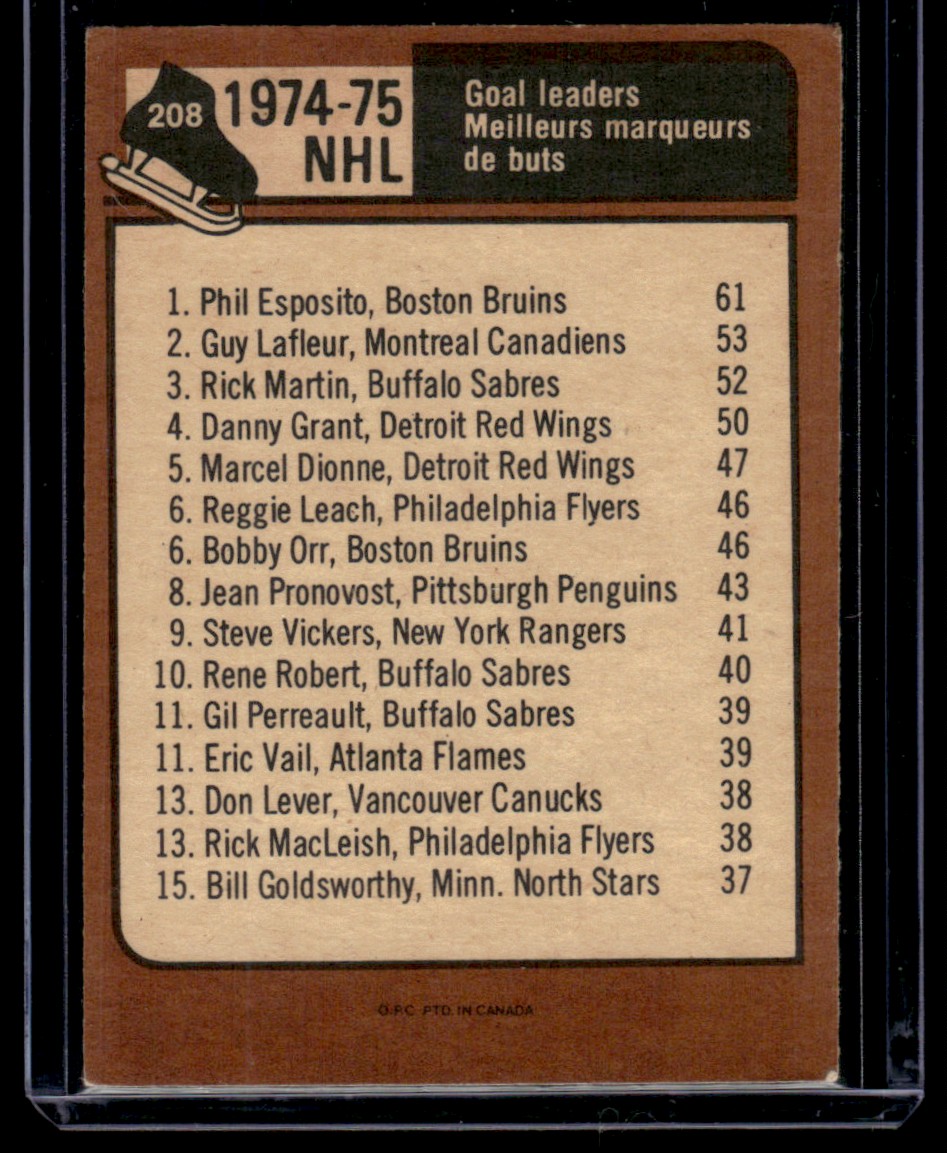 208
1974-75
NHL
Goal leaders
Meilleurs marqueurs
de buts
1. Phil Esposito, Boston Bruins 61
2. Guy Lafleur, Montreal Canadiens 53
3. Rick Martin, Buffalo Sabres 52
4. Danny Grant, Detroit Red Wings 50
5. Marcel Dionne, Detroit Red Wings 47
6. Reggie Leach, Philadelphia Flyers 46
6. Bobby Orr, Boston Bruins 46
8. Jean Pronovost, Pittsburgh Penguins 43
9. Steve Vickers, New York Rangers 41
10. Rene Robert, Buffalo Sabres 40
11. Gil Perreault, Buffalo Sabres 39
11. Eric Vail, Atlanta Flames 39
13. Don Lever, Vancouver Canucks 38
13. Rick MacLeish, Philadelphia Flyers 38
15. Bill Goldsworthy, Minn. North Stars 37
O.P.C. PTD. IN CANADA